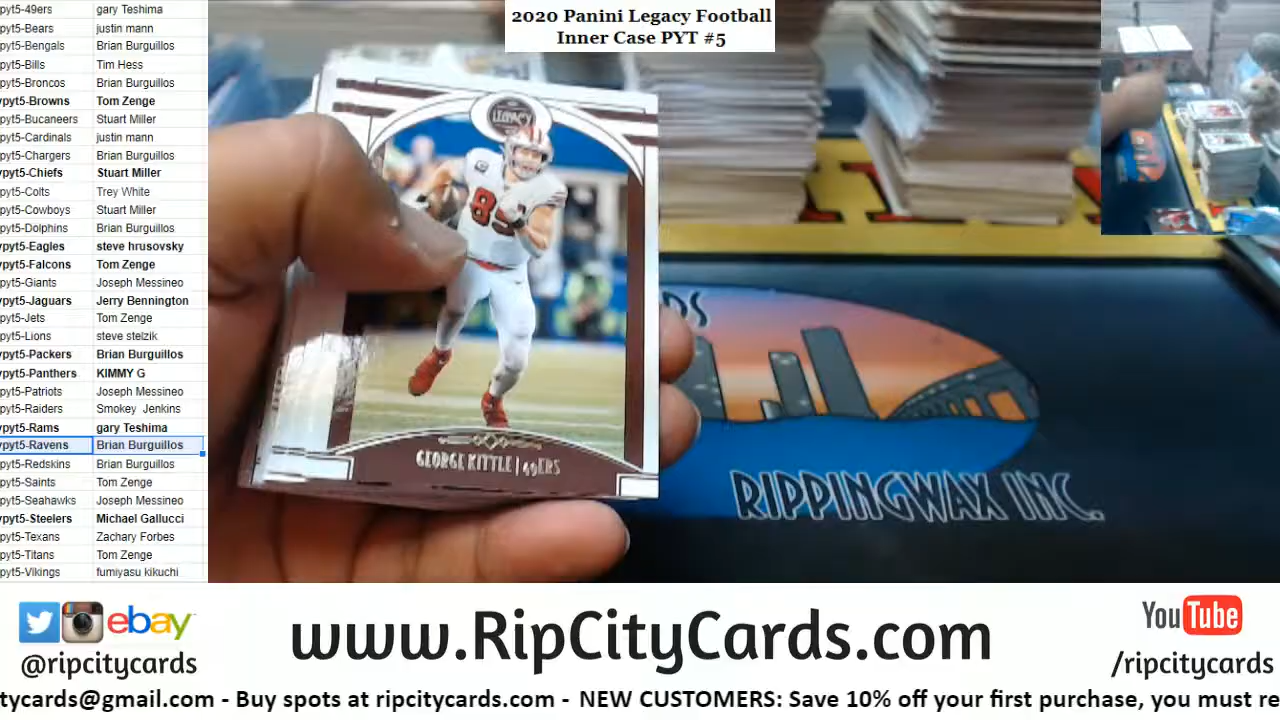 2020 Panini Legacy Football
Inner Case PYT #5
pyt5-49ers gary Teshima
pyt5-Bears justin mann
pyt5-Bengals Brian Burguillos
pyt5-Bills Tim Hess
pyt5-Broncos Brian Burguillos
pyt5-Browns Tom Zenge
pyt5-Bucaneers Stuart Miller
pyt5-Cardinals justin mann
pyt5-Chargers Brian Burguillos
pyt5-Chiefs Stuart Miller
pyt5-Colts Trey White
pyt5-Cowboys Stuart Miller
pyt5-Dolphins Brian Burguillos
pyt5-Eagles steve hrusovsky
pyt5-Falcons Tom Zenge
pyt5-Giants Joseph Messineo
pyt5-Jaguars Jerry Bennington
pyt5-Jets Tom Zenge
pyt5-Lions steve stelzik
pyt5-Packers Brian Burguillos
pyt5-Panthers KIMMY G
pyt5-Patriots Joseph Messineo
pyt5-Raiders Smokey Jenkins
pyt5-Rams gary Teshima
pyt5-Ravens Brian Burguillos
pyt5-Redskins Brian Burguillos
pyt5-Saints Tom Zenge
pyt5-Seahawks Joseph Messineo
pyt5-Steelers Michael Gallucci
pyt5-Texans Zachary Forbes
pyt5-Titans Tom Zenge
pyt5-Vikings fumiyasu kikuchi
LEGACY
85
GEORGE KITTLE | 49ERS
RIPPINGWAX INC.
ebay
@ripcitycards
www.RipCityCards.com
YouTube
/ripcitycards
tycards@gmail.com - Buy spots at ripcitycards.com - NEW CUSTOMERS: Save 10% off your first purchase, you must re